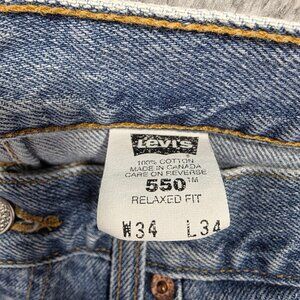 Levi's
100% COTTON
MADE IN CANADA
CARE ON REVERSE
550™
RELAXED FIT
W34 L34